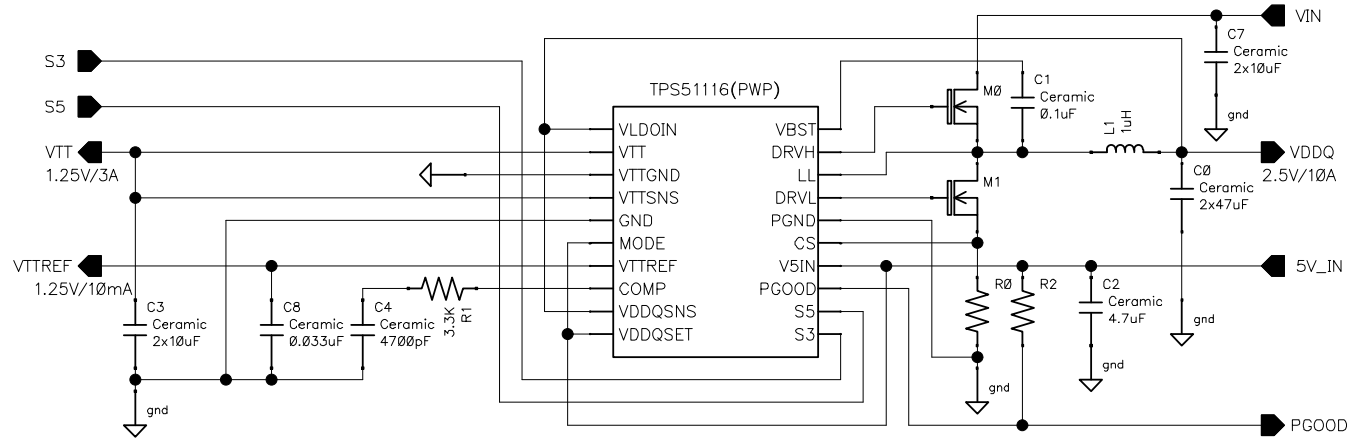 VIN
C7
Ceramic
2x10uF
gnd
S3
S5
VTT
1.25V/3A
VTTREF
1.25V/10mA
C3
Ceramic
2x10uF
gnd
C8
Ceramic
0.033uF
C4
Ceramic
4700pF
3.3K
R1
TPS51116(PWP)
VLDOIN
VTT
VTTGND
VTTSNS
GND
MODE
VTTREF
COMP
VDDQSNS
VDDQSET
VBST
DRVH
LL
DRVL
PGND
CS
V5IN
PGOOD
S5
S3
M0
M1
C1
Ceramic
0.1uF
L1
1uH
VDDQ
2.5V/10A
C0
Ceramic
2x47uF
gnd
5V_IN
R0
R2
gnd
C2
Ceramic
4.7uF
gnd
PGOOD